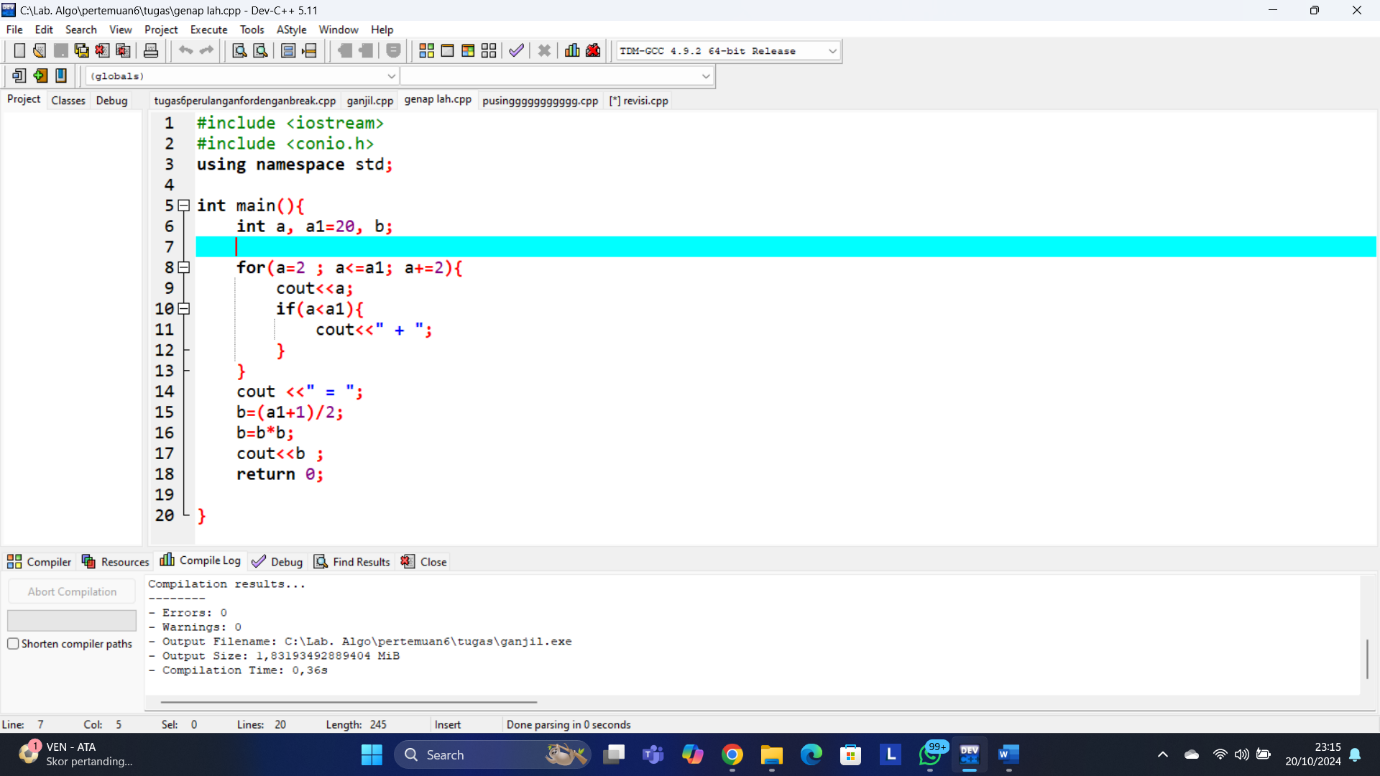 C:\Lab. Algo\pertemuan6\tugas\genap lah.cpp - Dev-C++ 5.11
File Edit Search View Project Execute Tools AStyle Window Help
TDM-GCC 4.9.2 64-bit Release
(globals)
Project Classes Debug
tugas6perulanganfordenganbreak.cpp ganjil.cpp genap lah.cpp pusingggggggggggg.cpp [*] revisi.cpp
1 #include <iostream>
2 #include <conio.h>
3 using namespace std;
4
5 int main(){
6 int a, a1=20, b;
7
8 for(a=2 ; a<=a1; a+=2){
9 cout<<a;
10 if(a<a1){
11 cout<<" + ";
12 }
13 }
14 cout <<" = ";
15 b=(a1+1)/2;
16 b=b*b;
17 cout<<b ;
18 return 0;
19
20 }
Compiler Resources Compile Log Debug Find Results Close
Abort Compilation
Shorten compiler paths
Compilation results...
--------
- Errors: 0
- Warnings: 0
- Output Filename: C:\Lab. Algo\pertemuan6\tugas\ganjil.exe
- Output Size: 1,83193492889404 MiB
- Compilation Time: 0,36s
Line: 7 Col: 5 Sel: 0 Lines: 20 Length: 245 Insert Done parsing in 0 seconds
1
VEN - ATA
Skor pertanding...
Search
L
99+
DEV
W
23:15
20/10/2024